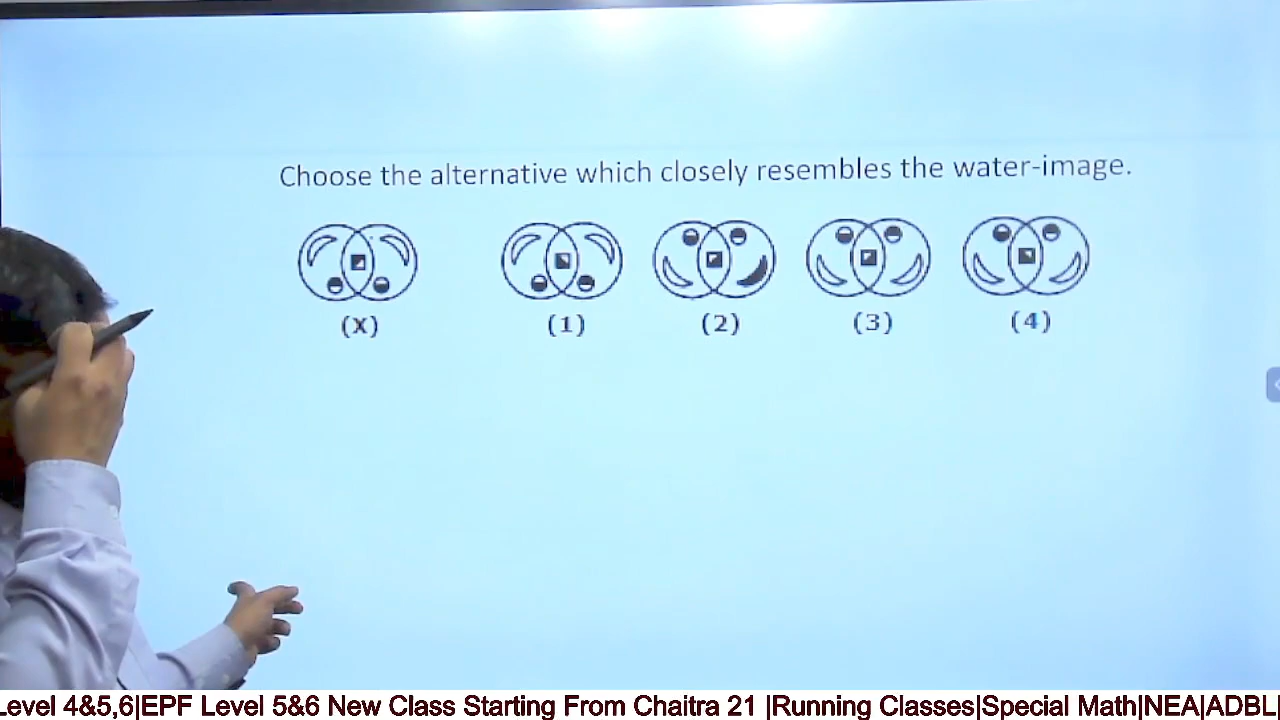 Choose the alternative which closely resembles the water-image.
(X) (1) (2) (3) (4)
Level 4&5,6|EPF Level 5&6 New Class Starting From Chaitra 21 |Running Classes|Special Math|NEA|ADBL|